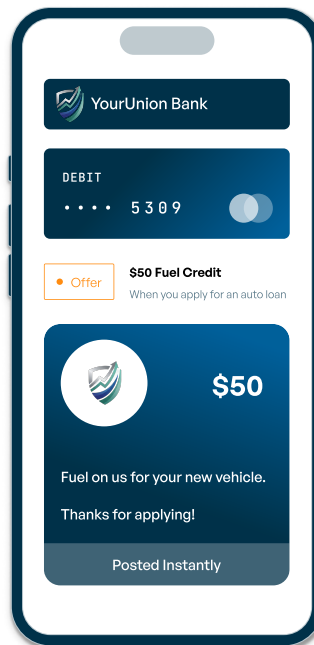 YourUnion Bank
DEBIT
•••• 5309
• Offer
$50 Fuel Credit
When you apply for an auto loan
$50
Fuel on us for your new vehicle.
Thanks for applying!
Posted Instantly